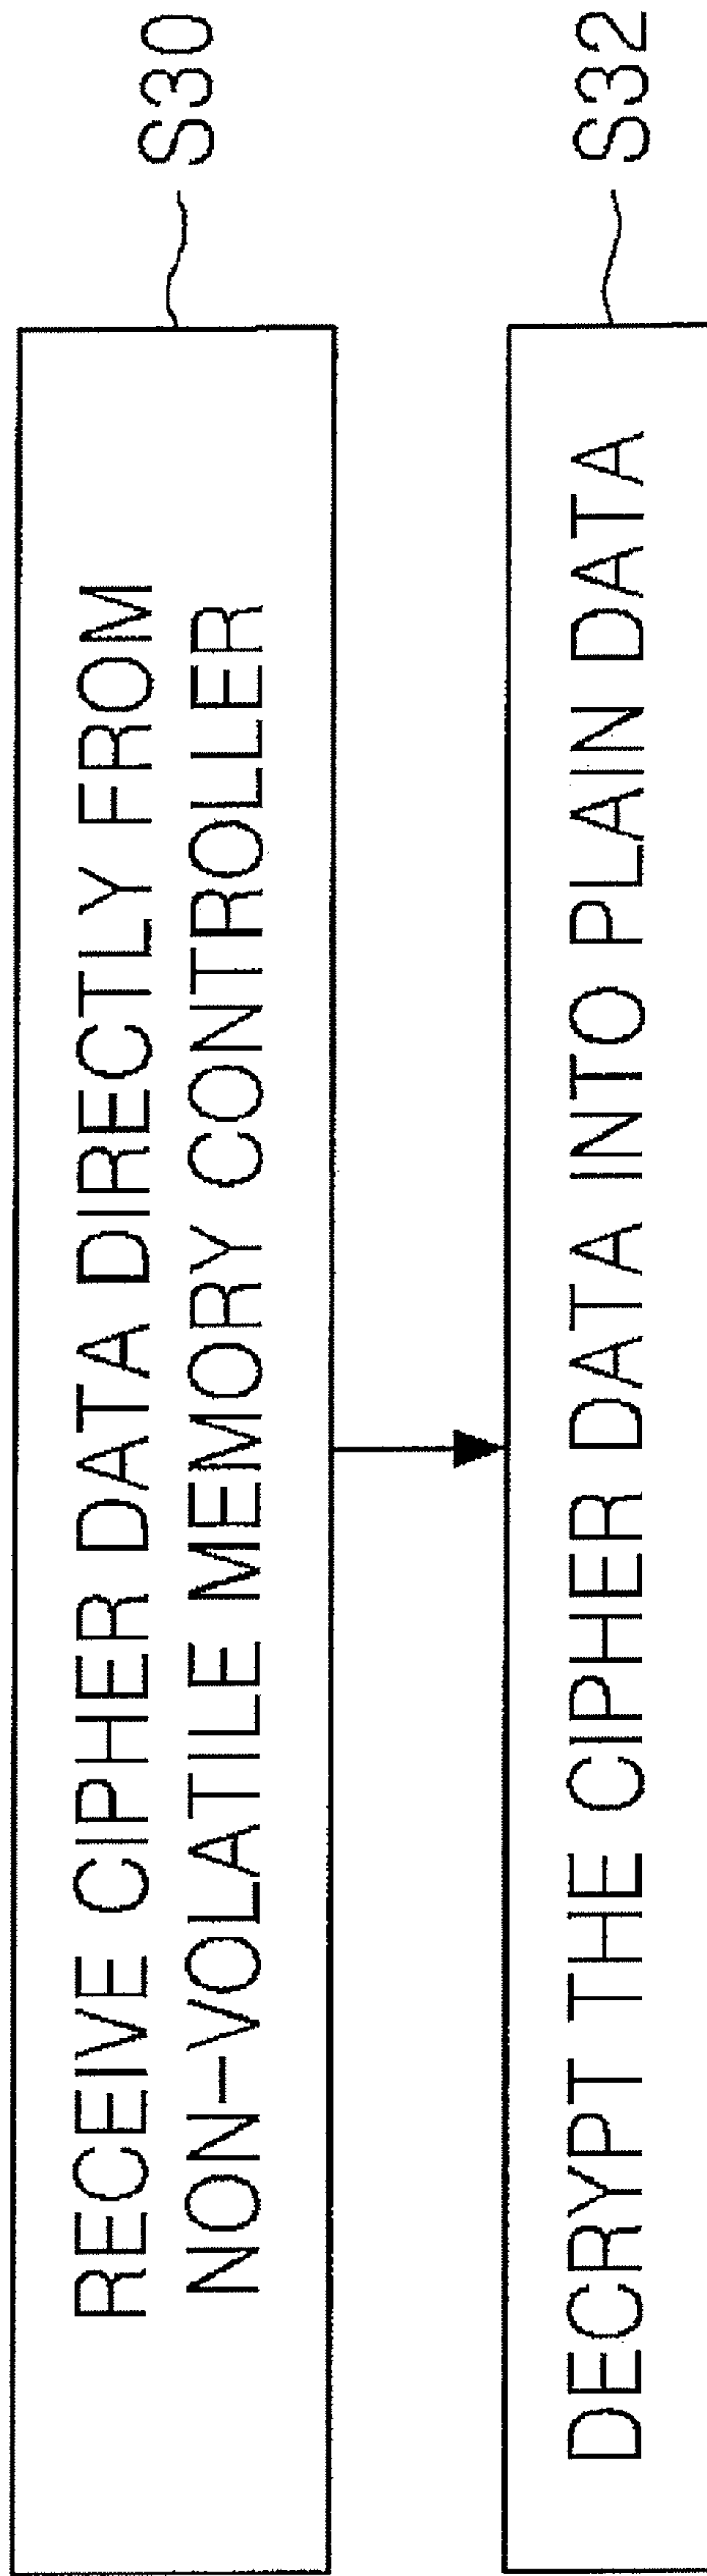 RECEIVE CIPHER DATA DIRECTLY FROM
NON-VOLATILE MEMORY CONTROLLER
S30
DECRYPT THE CIPHER DATA INTO PLAIN DATA
S32